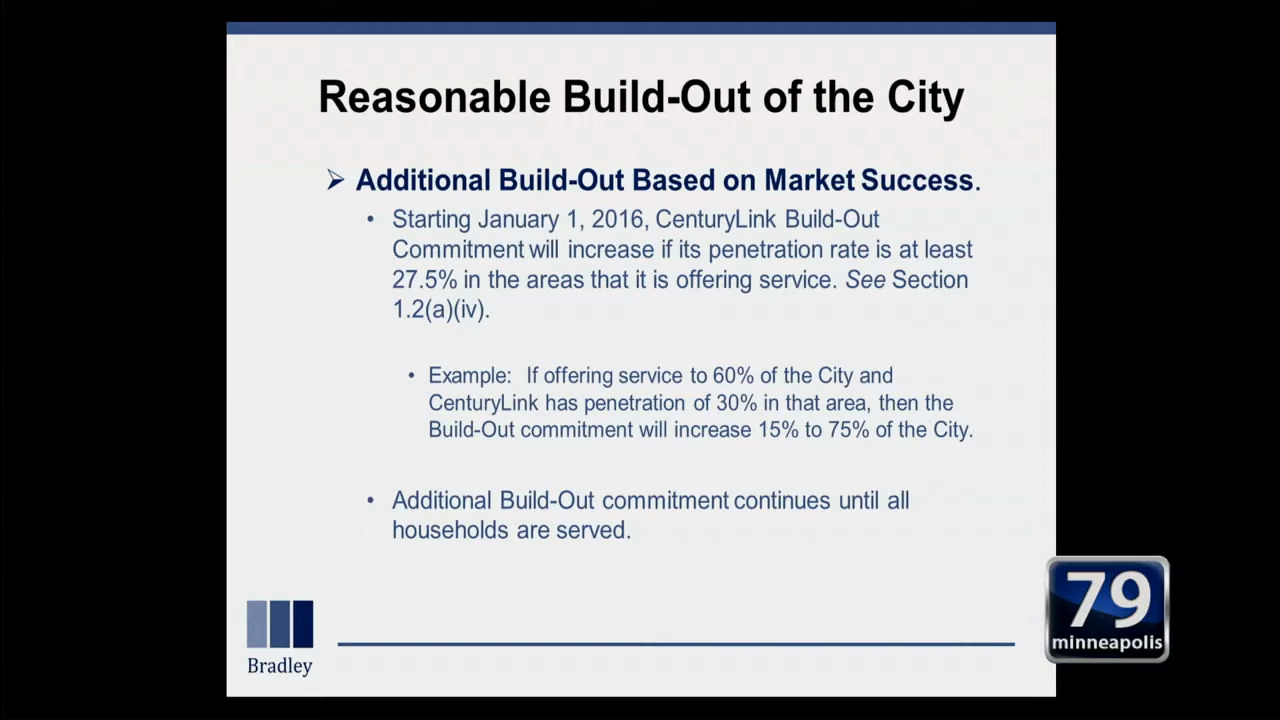 Reasonable Build-Out of the City
➢ Additional Build-Out Based on Market Success.
• Starting January 1, 2016, CenturyLink Build-Out
Commitment will increase if its penetration rate is at least
27.5% in the areas that it is offering service. See Section
1.2(a)(iv).
• Example: If offering service to 60% of the City and
CenturyLink has penetration of 30% in that area, then the
Build-Out commitment will increase 15% to 75% of the City.
• Additional Build-Out commitment continues until all
households are served.
Bradley
79
minneapolis